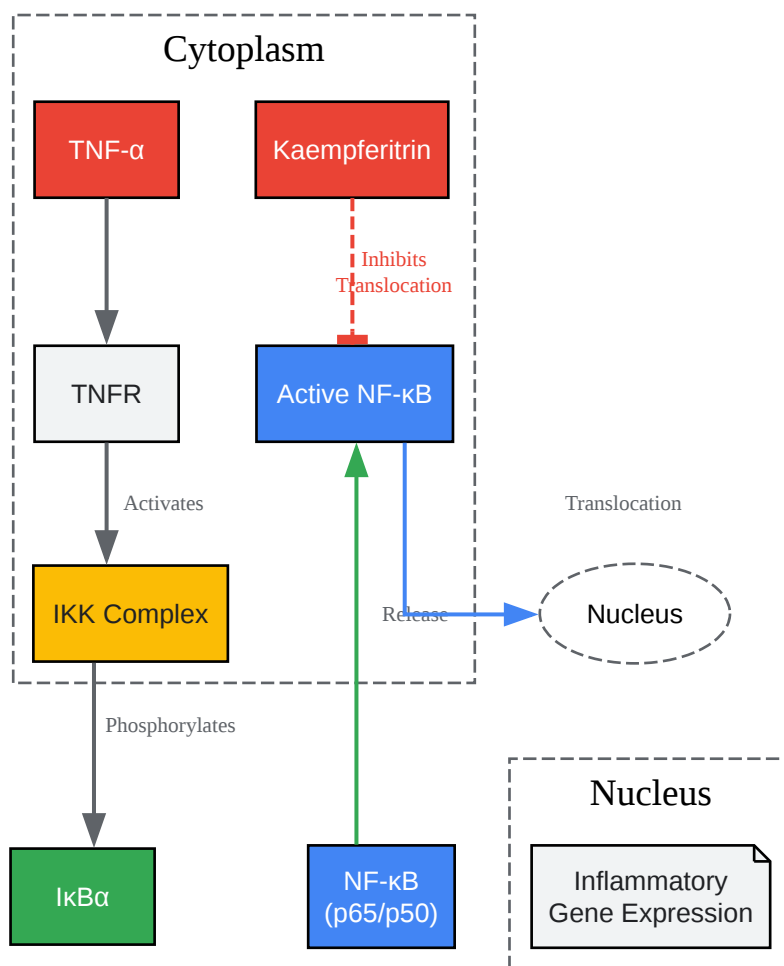 Cytoplasm
TNF-α
Kaempferitrin
Inhibits
Translocation
TNFR
Active NF-κB
Activates
Translocation
IKK Complex
Release
Nucleus
Phosphorylates
Nucleus
IκBα
NF-κB
(p65/p50)
Inflammatory
Gene Expression